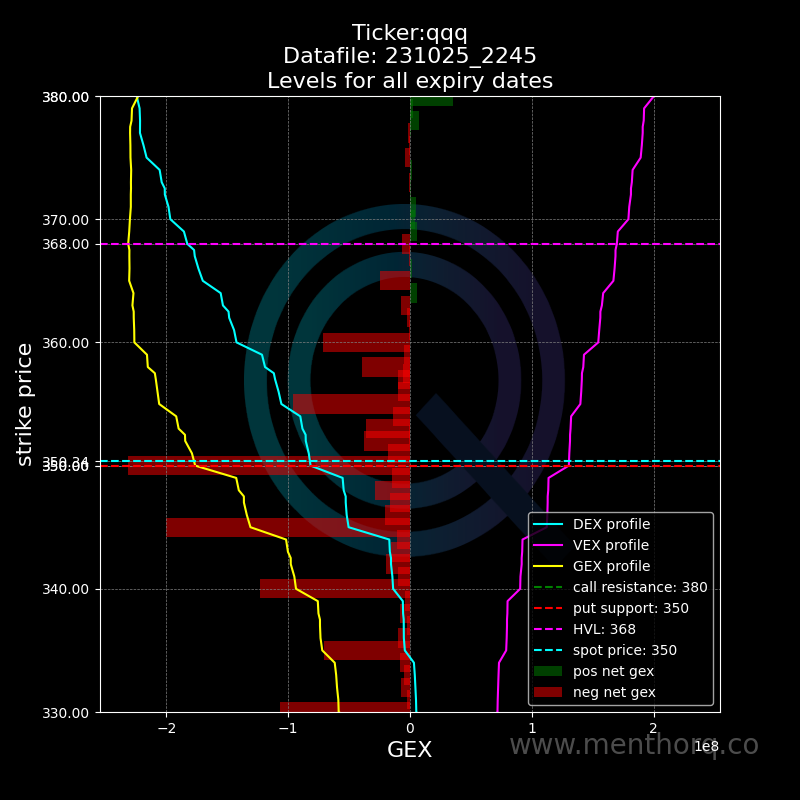 Ticker:qqq
Datafile: 231025_2245
Levels for all expiry dates
380.00
370.00
368.00
360.00
350.34
350.00
340.00
330.00
strike price
DEX profile
VEX profile
GEX profile
call resistance: 380
put support: 350
HVL: 368
spot price: 350
pos net gex
neg net gex
−2
−1
0
1
2
1e8
GEX
www.menthorq.co